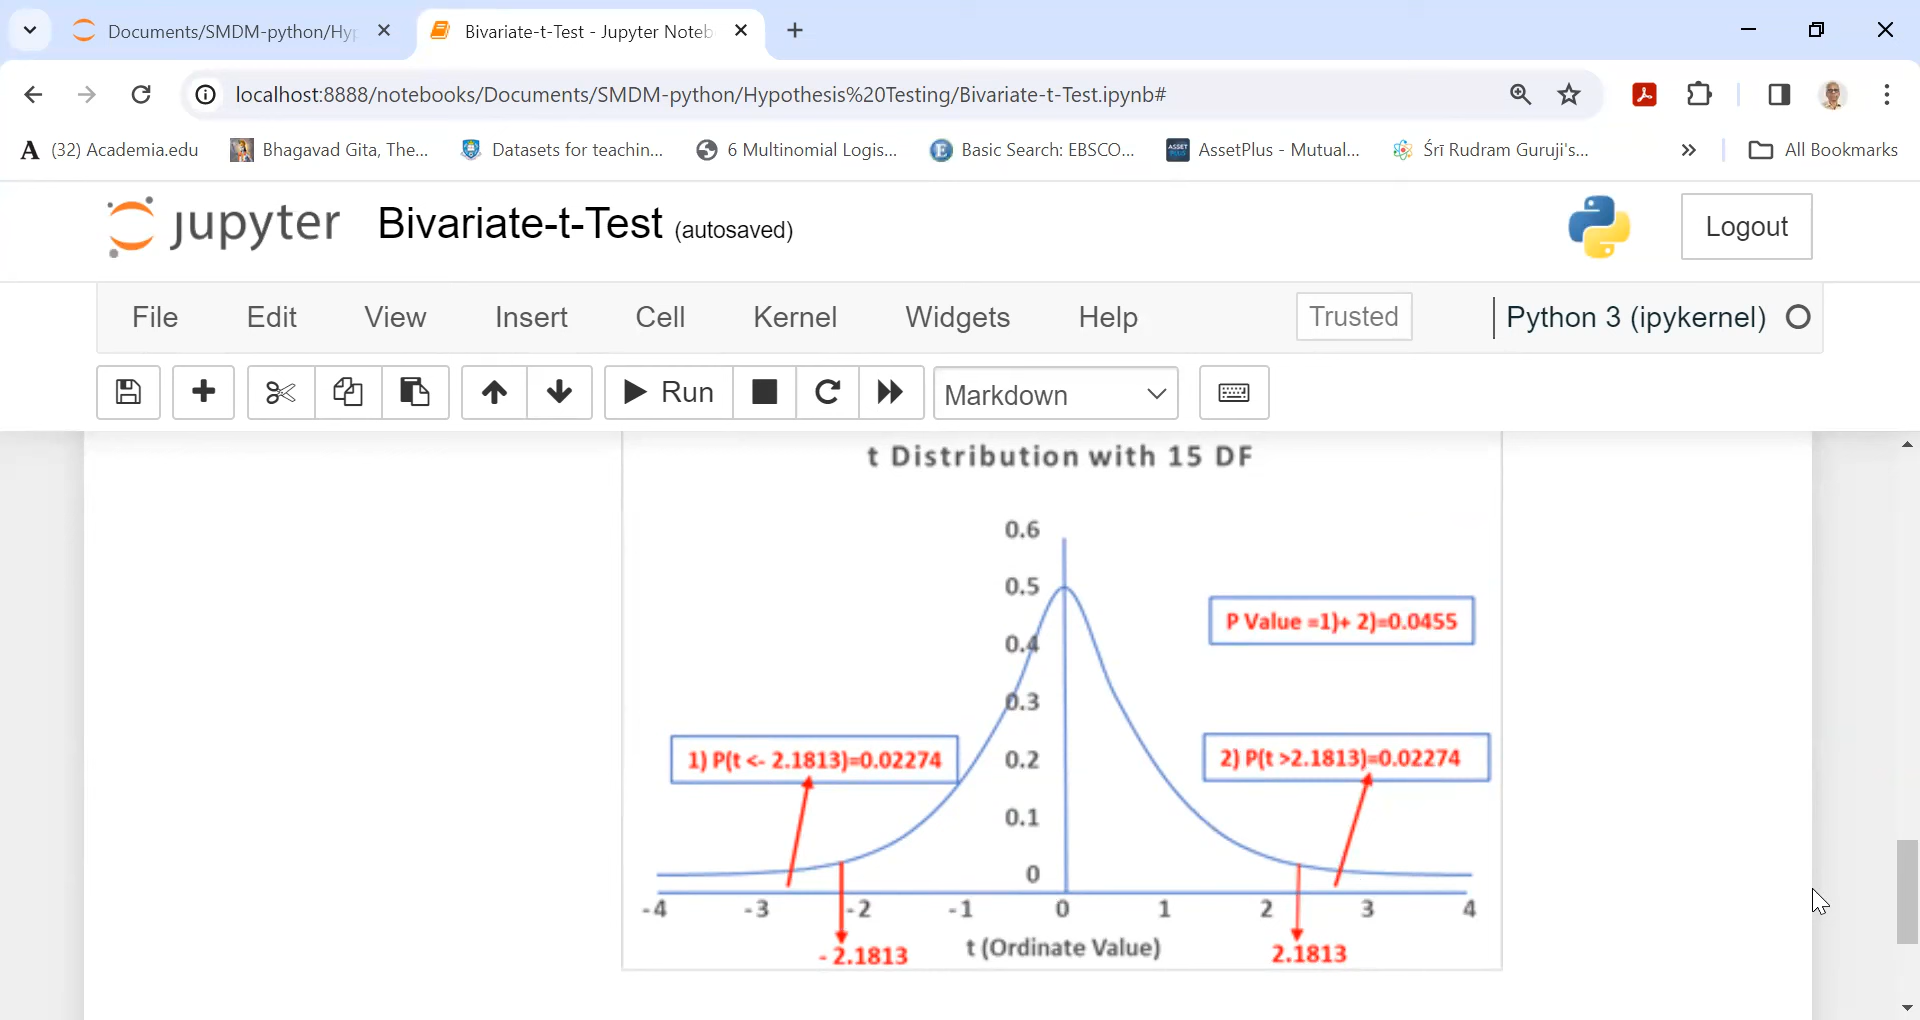 Documents/SMDM-python/Hyp
Bivariate-t-Test - Jupyter Noteb
localhost:8888/notebooks/Documents/SMDM-python/Hypothesis%20Testing/Bivariate-t-Test.ipynb#
A (32) Academia.edu Bhagavad Gita, The... Datasets for teachin... 6 Multinomial Logis... E Basic Search: EBSCO... ASSET PLUS AssetPlus - Mutual... Śrī Rudram Guruji's... » All Bookmarks
jupyter Bivariate-t-Test (autosaved) Logout
File Edit View Insert Cell Kernel Widgets Help Trusted Python 3 (ipykernel)
Run Markdown
t Distribution with 15 DF
0.6
0.5
P Value =1)+ 2)=0.0455
0.4
0.3
1) P(t <- 2.1813)=0.02274
0.2
2) P(t >2.1813)=0.02274
0.1
0
-4 -3 -2 -1 0 1 2 3 4
- 2.1813 t (Ordinate Value) 2.1813